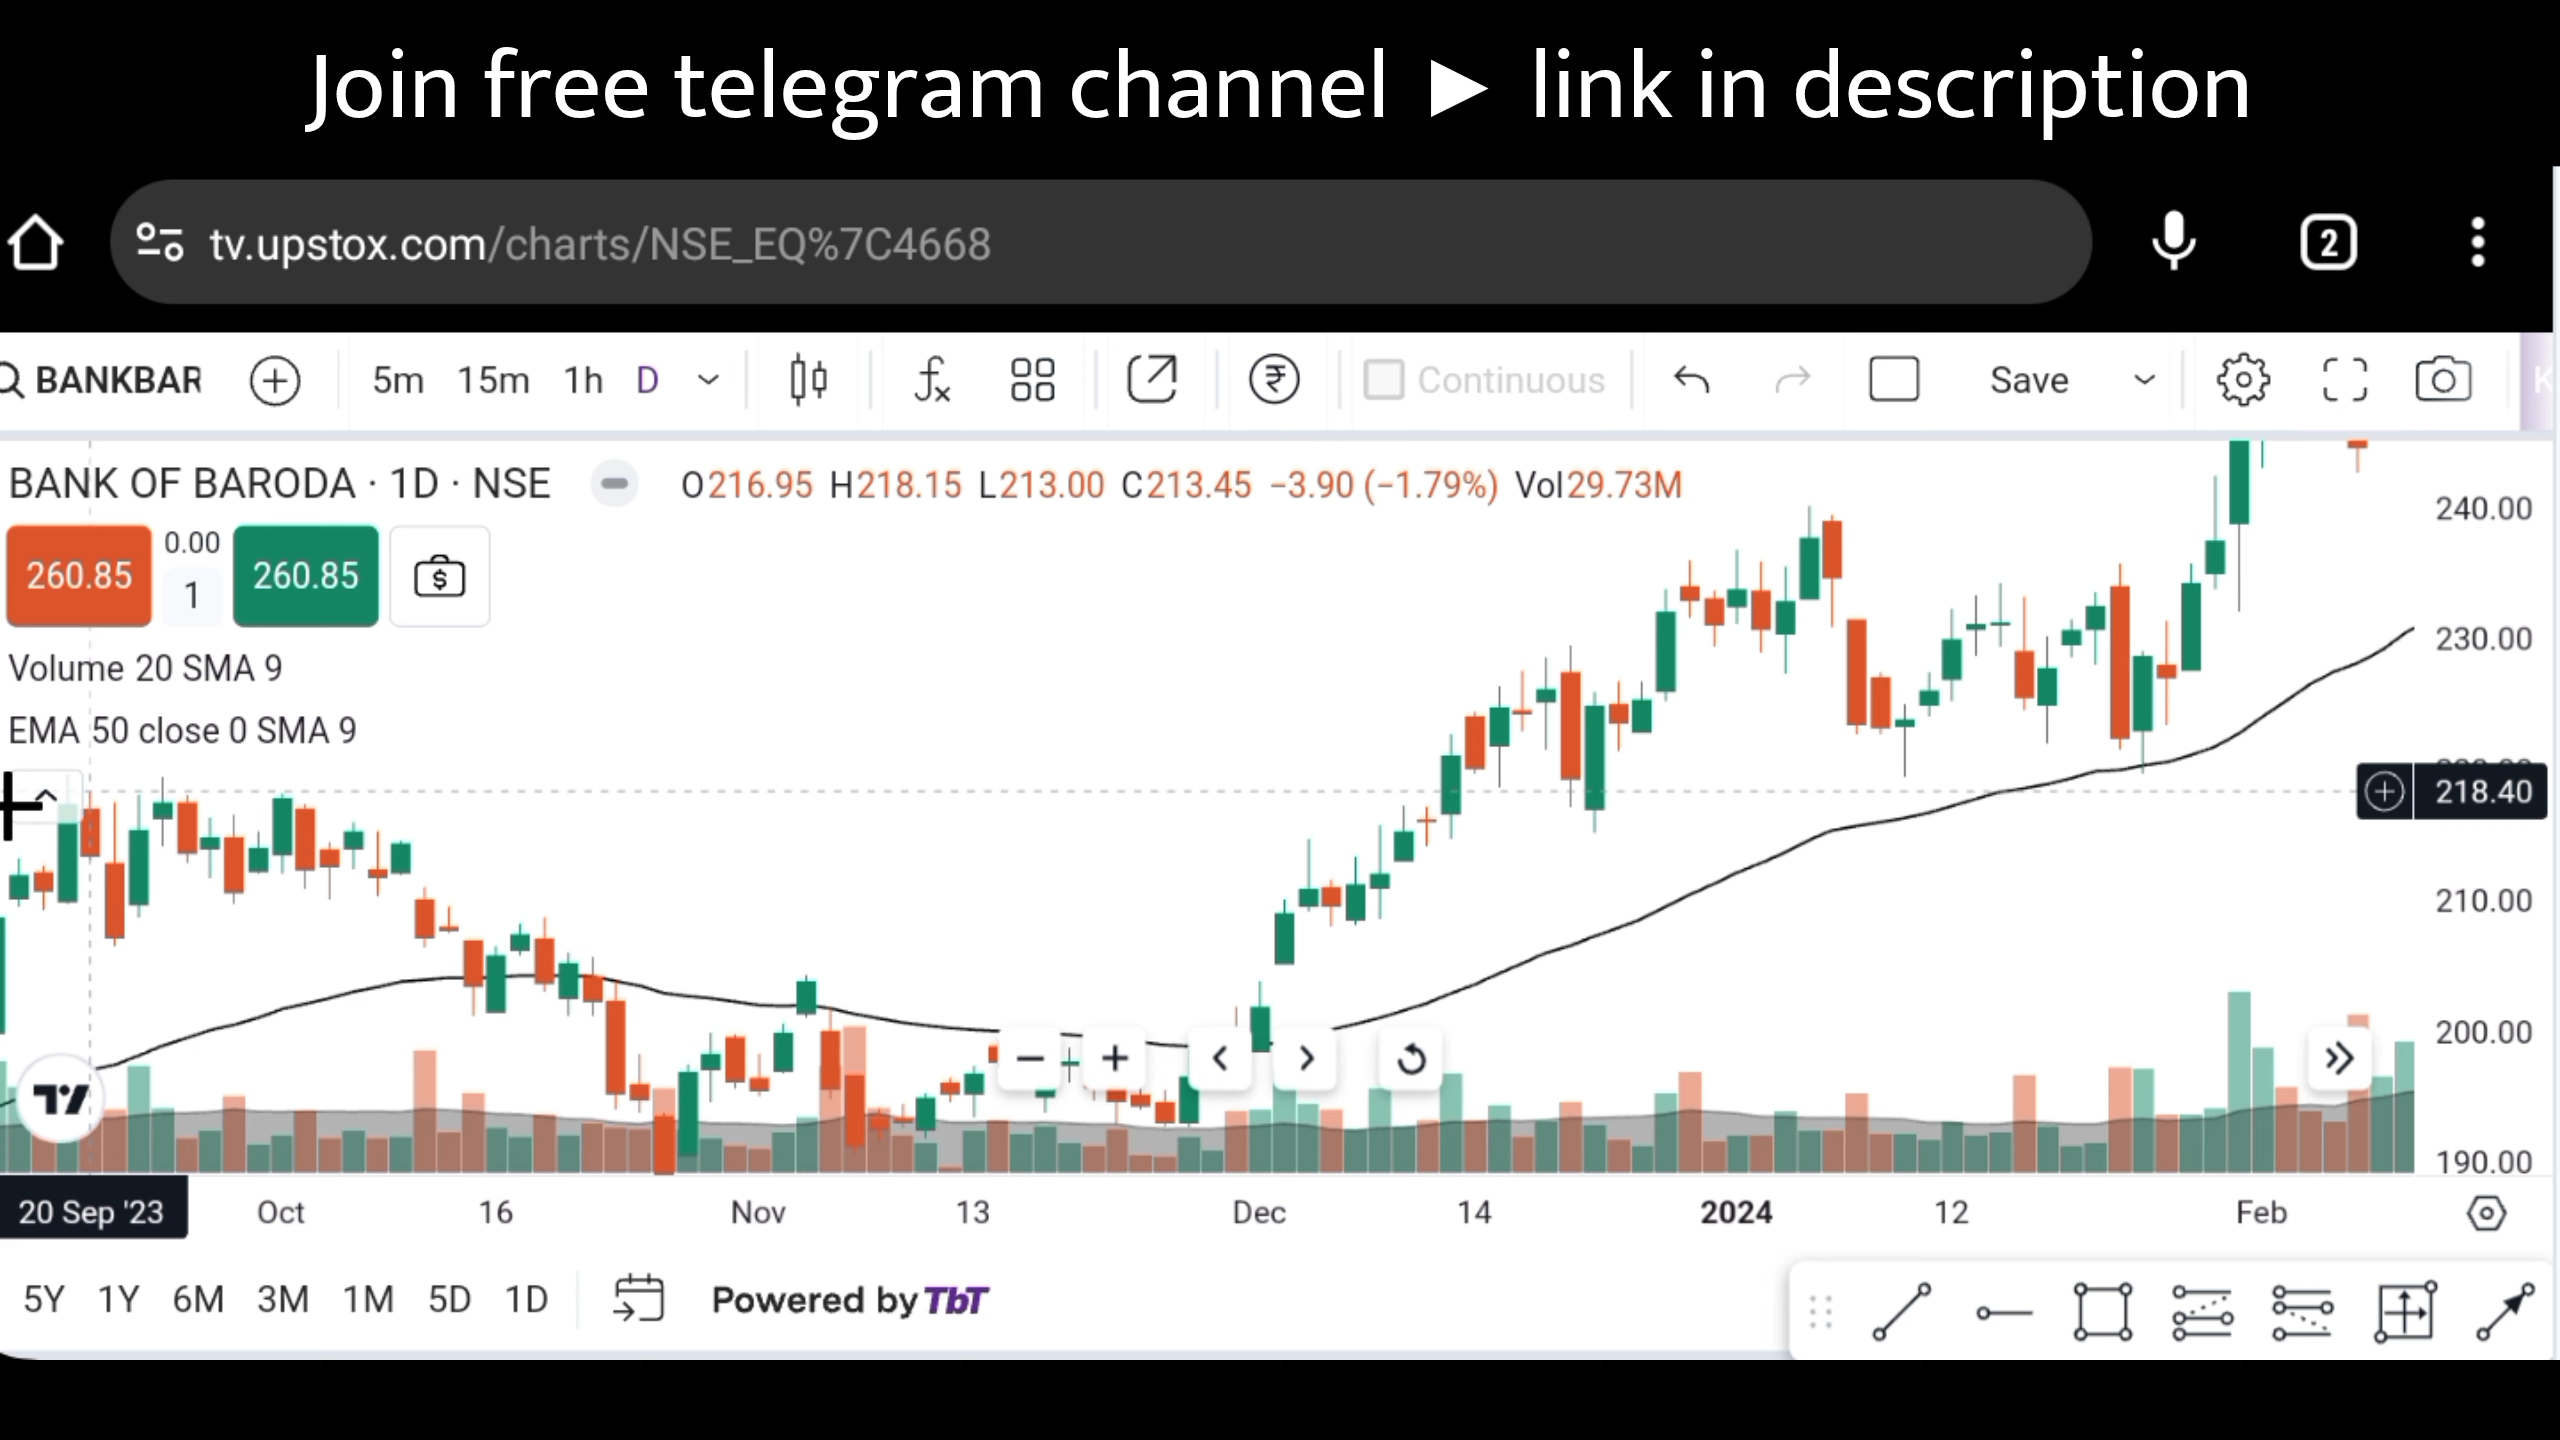 Join free telegram channel ► link in description
tv.upstox.com/charts/NSE_EQ%7C4668
2
BANKBAR 5m 15m 1h D Continuous Save
BANK OF BARODA · 1D · NSE O216.95 H218.15 L213.00 C213.45 −3.90 (−1.79%) Vol29.73M
240.00
260.85 0.00 1 260.85
230.00
Volume 20 SMA 9
EMA 50 close 0 SMA 9
218.40
210.00
200.00
190.00
20 Sep '23 Oct 16 Nov 13 Dec 14 2024 12 Feb
5Y 1Y 6M 3M 1M 5D 1D Powered by TbT